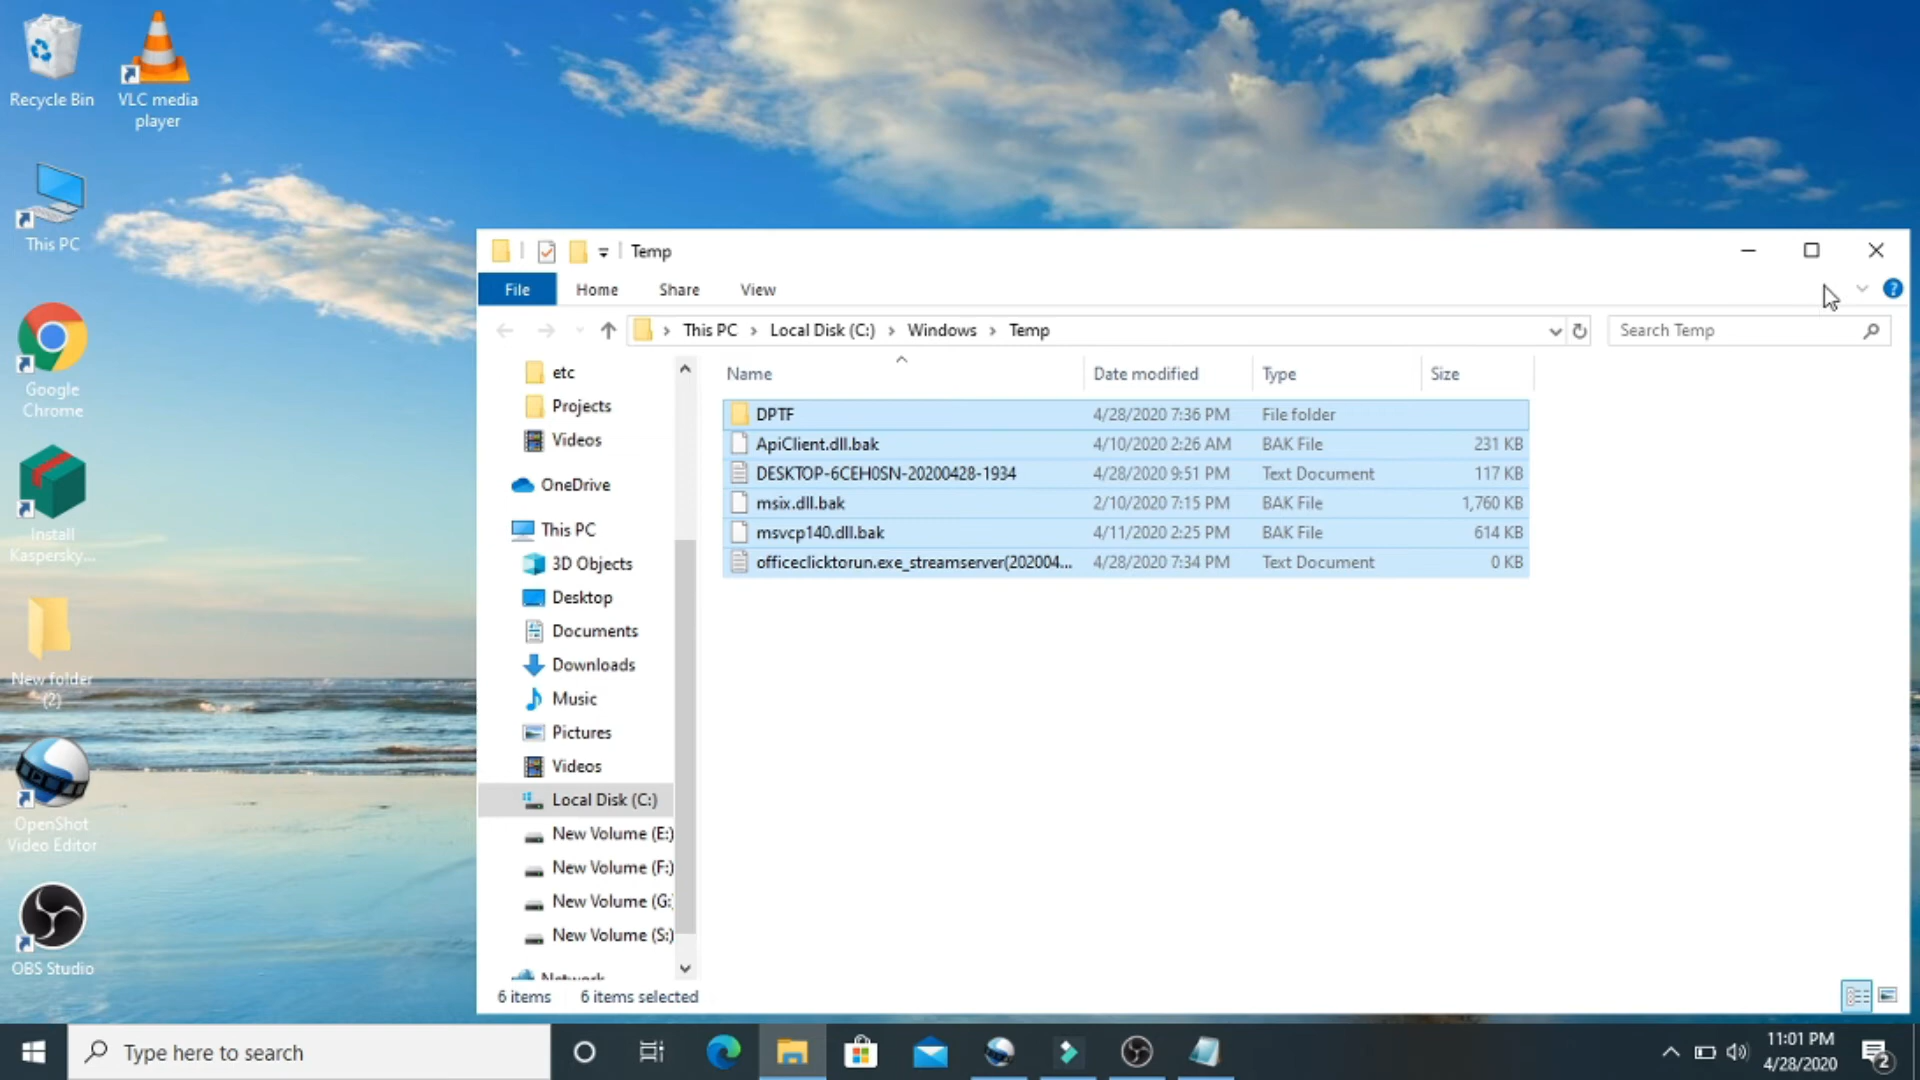 Recycle Bin
VLC media
player
This PC
Google
Chrome
Install
Kaspersky...
New folder
(2)
OpenShot
Video Editor
OBS Studio
Temp
File
Home
Share
View
?
This PC > Local Disk (C:) > Windows > Temp
Search Temp
etc
Projects
Videos
OneDrive
This PC
3D Objects
Desktop
Documents
Downloads
Music
Pictures
Videos
Local Disk (C:)
New Volume (E:)
New Volume (F:)
New Volume (G:
New Volume (S:)
Network
Name Date modified Type Size
DPTF 4/28/2020 7:36 PM File folder
ApiClient.dll.bak 4/10/2020 2:26 AM BAK File 231 KB
DESKTOP-6CEH0SN-20200428-1934 4/28/2020 9:51 PM Text Document 117 KB
msix.dll.bak 2/10/2020 7:15 PM BAK File 1,760 KB
msvcp140.dll.bak 4/11/2020 2:25 PM BAK File 614 KB
officeclicktorun.exe_streamserver(202004... 4/28/2020 7:34 PM Text Document 0 KB
6 items 6 items selected
Type here to search
11:01 PM
4/28/2020
2